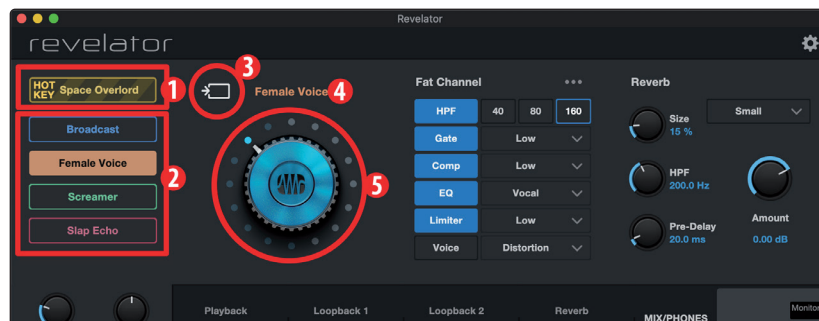 Revelator
revelator
HOT KEY Space Overlord
1
Broadcast
Female Voice
Screamer
Slap Echo
2
3
Female Voice
4
5
Fat Channel
HPF 40 80 160
Gate Low
Comp Low
EQ Vocal
Limiter Low
Voice Distortion
Reverb
Size
15 %
Small
HPF
200.0 Hz
Pre-Delay
20.0 ms
Amount
0.00 dB
Playback Loopback 1 Loopback 2 Reverb MIX/PHONES Monitor